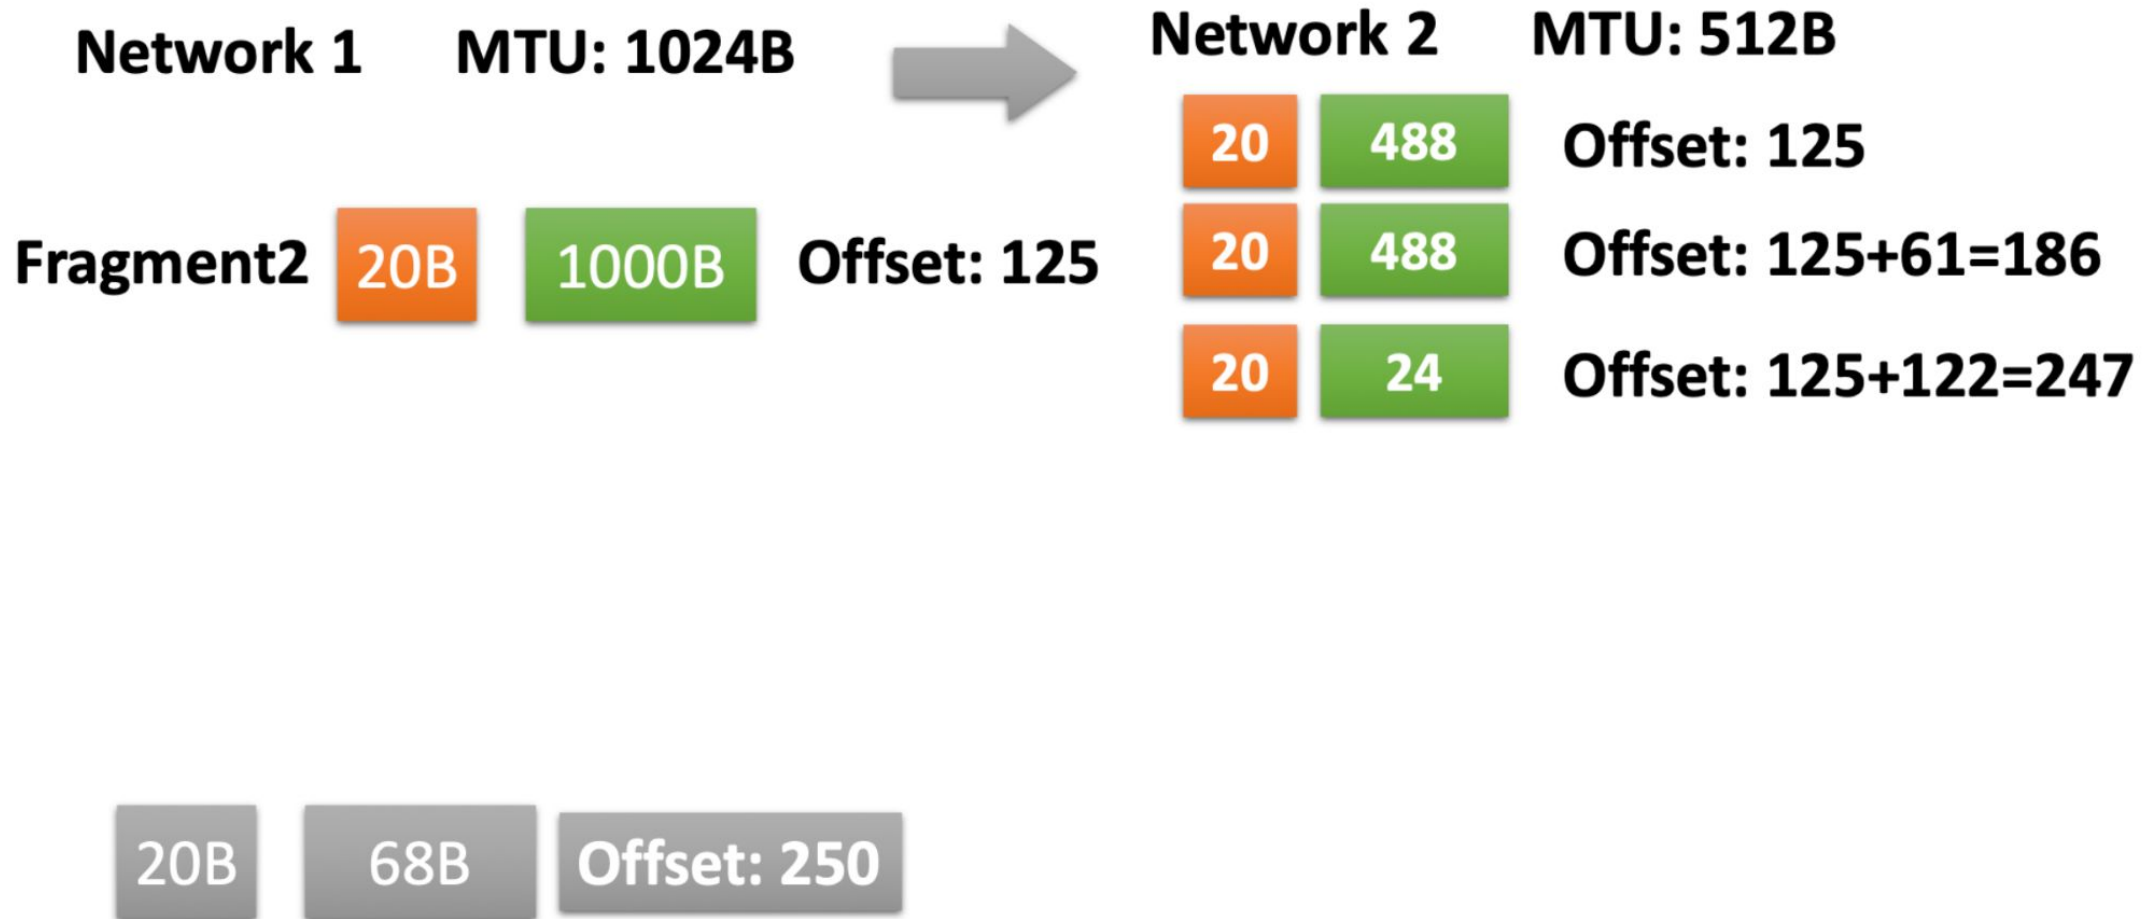 Network 1 MTU: 1024B
Network 2 MTU: 512B
20 488 Offset: 125
Fragment2 20B 1000B Offset: 125
20 488 Offset: 125+61=186
20 24 Offset: 125+122=247
20B 68B Offset: 250